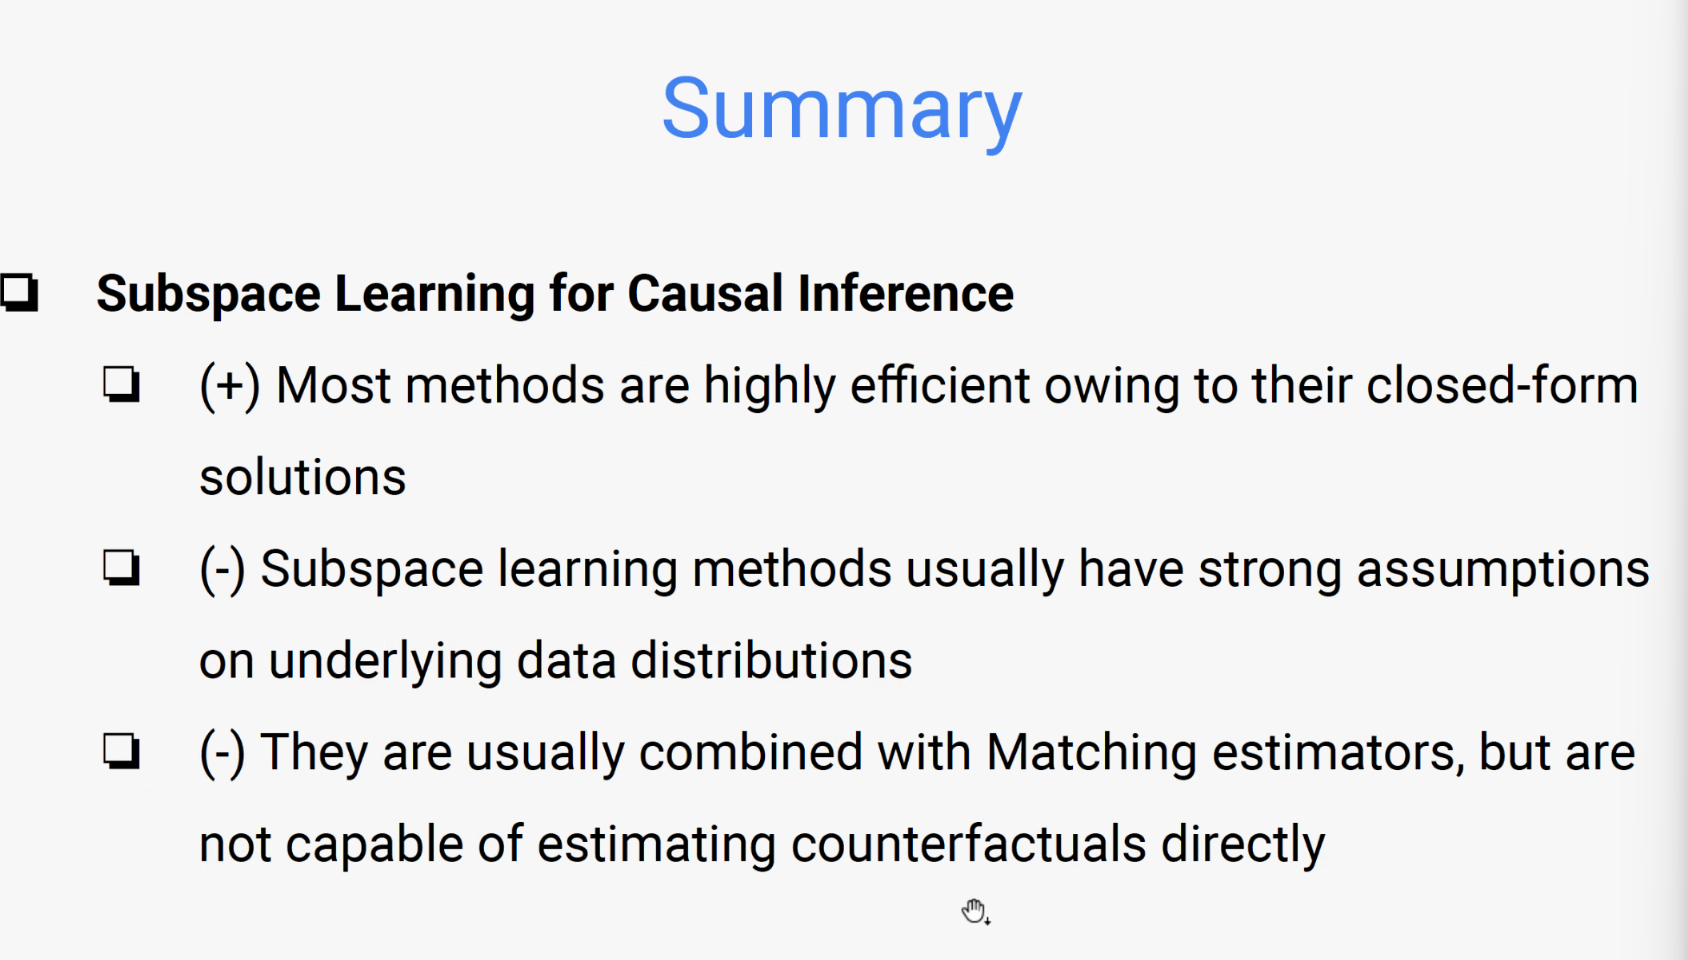 Summary
Subspace Learning for Causal Inference
(+) Most methods are highly efficient owing to their closed-form
solutions
(-) Subspace learning methods usually have strong assumptions
on underlying data distributions
(-) They are usually combined with Matching estimators, but are
not capable of estimating counterfactuals directly